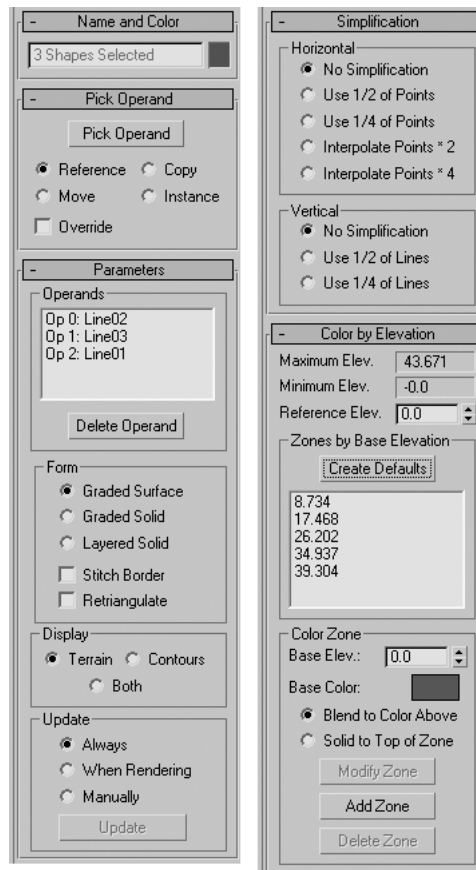 - Name and Color
3 Shapes Selected
- Pick Operand
Pick Operand
Reference Copy
Move Instance
Override
- Parameters
Operands
Op 0: Line02
Op 1: Line03
Op 2: Line01
Delete Operand
Form
Graded Surface
Graded Solid
Layered Solid
Stitch Border
Retriangulate
Display
Terrain Contours
Both
Update
Always
When Rendering
Manually
Update
- Simplification
Horizontal
No Simplification
Use 1/2 of Points
Use 1/4 of Points
Interpolate Points * 2
Interpolate Points * 4
Vertical
No Simplification
Use 1/2 of Lines
Use 1/4 of Lines
- Color by Elevation
Maximum Elev. 43.671
Minimum Elev. -0.0
Reference Elev. 0.0
Zones by Base Elevation
Create Defaults
8.734
17.468
26.202
34.937
39.304
Color Zone
Base Elev.: 0.0
Base Color:
Blend to Color Above
Solid to Top of Zone
Modify Zone
Add Zone
Delete Zone